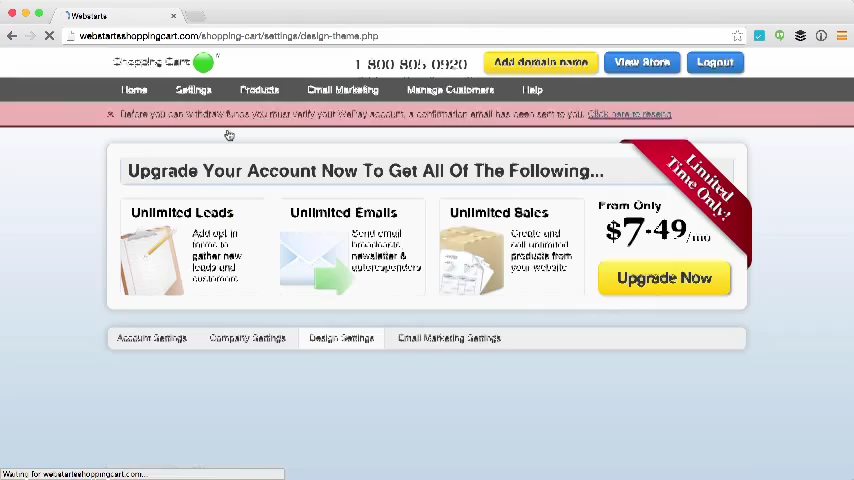 Webstarts
webstartsshoppingcart.com/shopping-cart/settings/design-theme.php
Shopping Cart
1 800 805 0920
Add domain name
View Store
Logout
Home
Settings
Products
Email Marketing
Manage Customers
Help
Before you can withdraw funds you must verify your WePay account, a confirmation email has been sent to you. Click here to resend
Upgrade Your Account Now To Get All Of The Following...
Limited
Time Only!
Unlimited Leads
Add opt-in
forms to
gather new
leads and
customers
Unlimited Emails
Send email
broadcasts,
newsletter &
autoresponders
Unlimited Sales
Create and
sell unlimited
products from
your website
From Only
$7.49/mo
Upgrade Now
Account Settings
Company Settings
Design Settings
Email Marketing Settings
Waiting for webstartsshoppingcart.com...